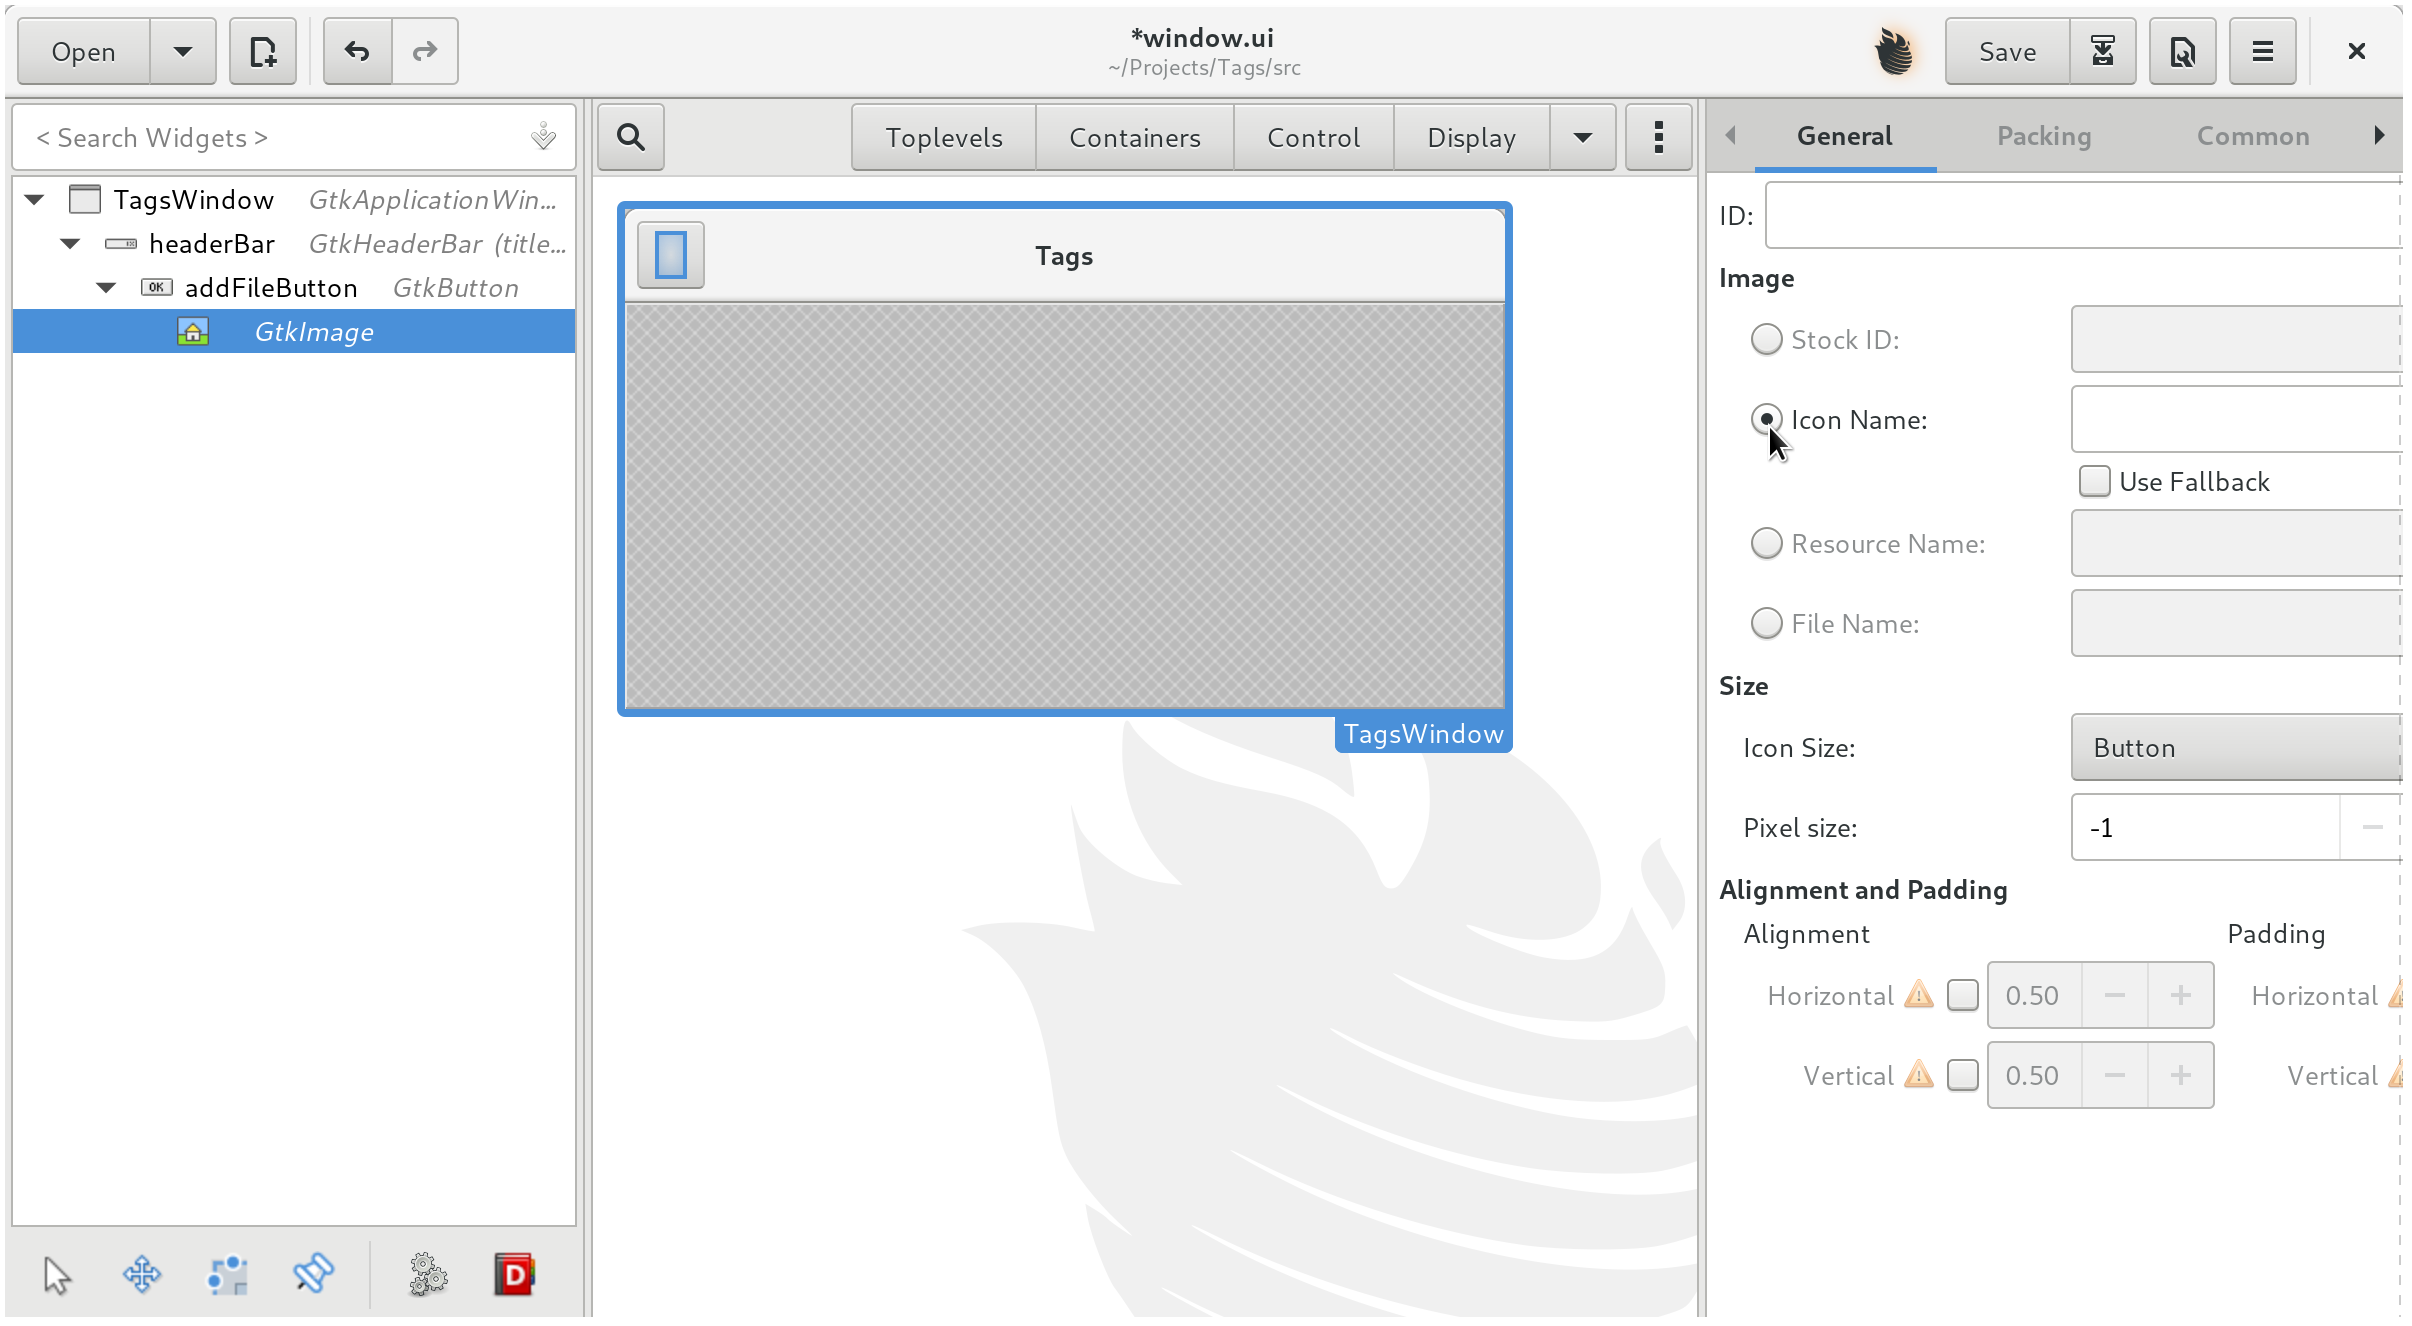 Open
*window.ui
~/Projects/Tags/src
Save
< Search Widgets >
TagsWindow GtkApplicationWin...
headerBar GtkHeaderBar (title...
addFileButton GtkButton
OK
GtkImage
D
Toplevels Containers Control Display
Tags
TagsWindow
General Packing Common
ID:
Image
Stock ID:
Icon Name:
Use Fallback
Resource Name:
File Name:
Size
Icon Size: Button
Pixel size: -1
Alignment and Padding
Alignment Padding
Horizontal 0.50 Horizontal
Vertical 0.50 Vertical